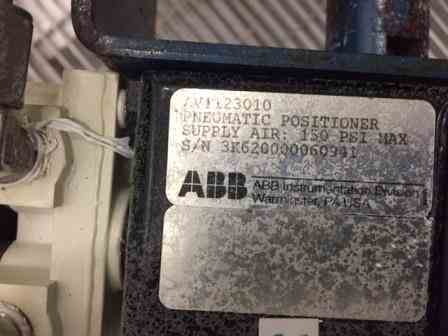 AV1123010
PNEUMATIC POSITIONER
SUPPLY AIR: 150 PSI MAX
S/N 3K620000060941
ABB
ABB Instrumentation Division
Warminster, PA USA